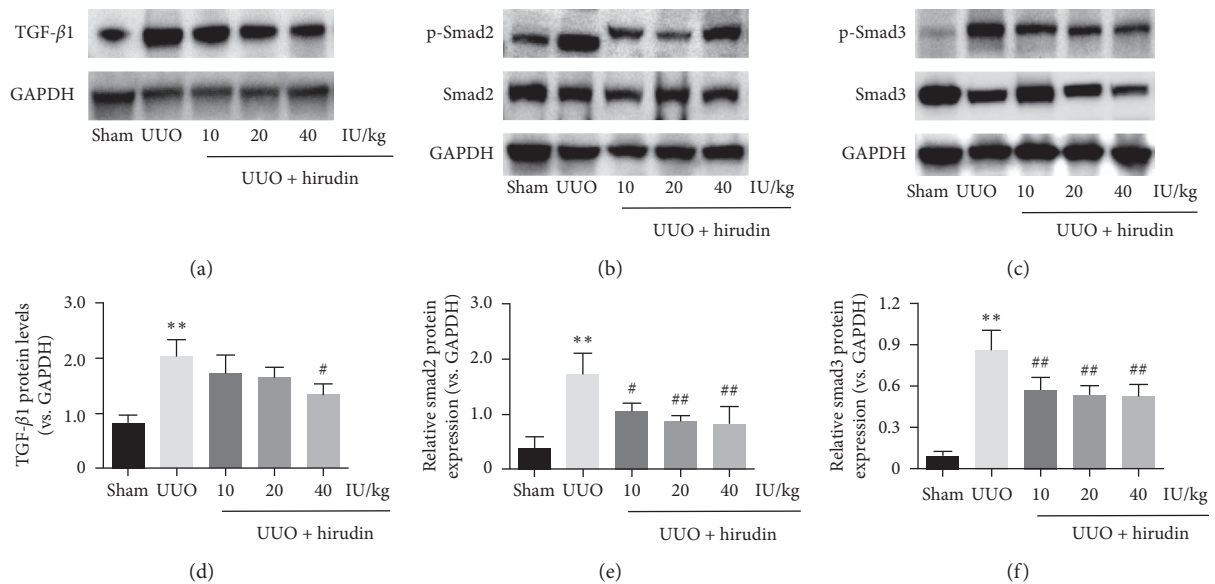 TGF-β1
GAPDH
Sham UUO 10 20 40 IU/kg
UUO + hirudin
(a)
p-Smad2
Smad2
GAPDH
Sham UUO 10 20 40 IU/kg
UUO + hirudin
(b)
p-Smad3
Smad3
GAPDH
Sham UUO 10 20 40 IU/kg
UUO + hirudin
(c)
TGF-β1 protein levels
(vs. GAPDH)
3.0
2.0
1.0
0
**
#
Sham UUO 10 20 40 IU/kg
UUO + hirudin
(d)
Relative smad2 protein
expression (vs. GAPDH)
3.0
2.0
1.0
0
**
#
##
##
Sham UUO 10 20 40 IU/kg
UUO + hirudin
(e)
Relative smad3 protein
expression (vs. GAPDH)
1.2
0.9
0.6
0.3
0
**
##
##
##
Sham UUO 10 20 40 IU/kg
UUO + hirudin
(f)